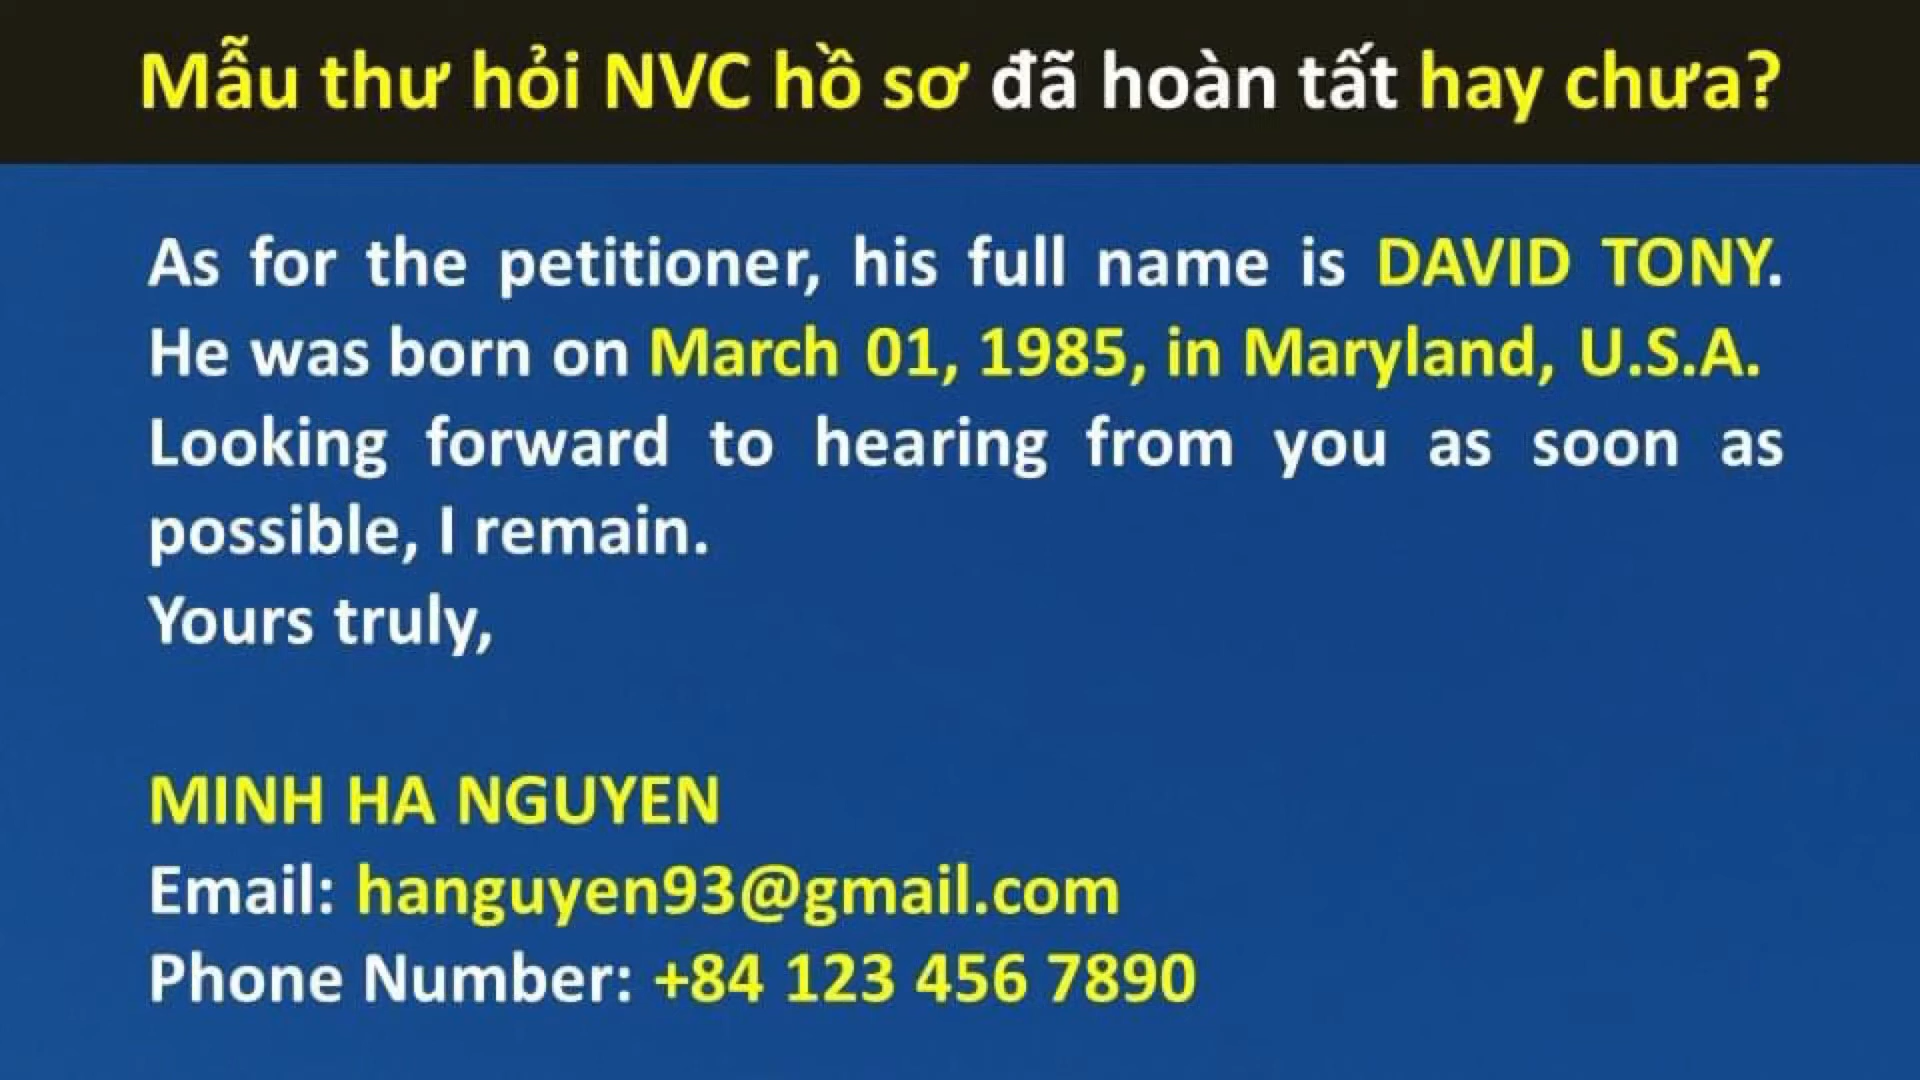 Mẫu thư hỏi NVC hồ sơ đã hoàn tất hay chưa?
As for the petitioner, his full name is DAVID TONY.
He was born on March 01, 1985, in Maryland, U.S.A.
Looking forward to hearing from you as soon as
possible, I remain.
Yours truly,
MINH HA NGUYEN
Email: hanguyen93@gmail.com
Phone Number: +84 123 456 7890